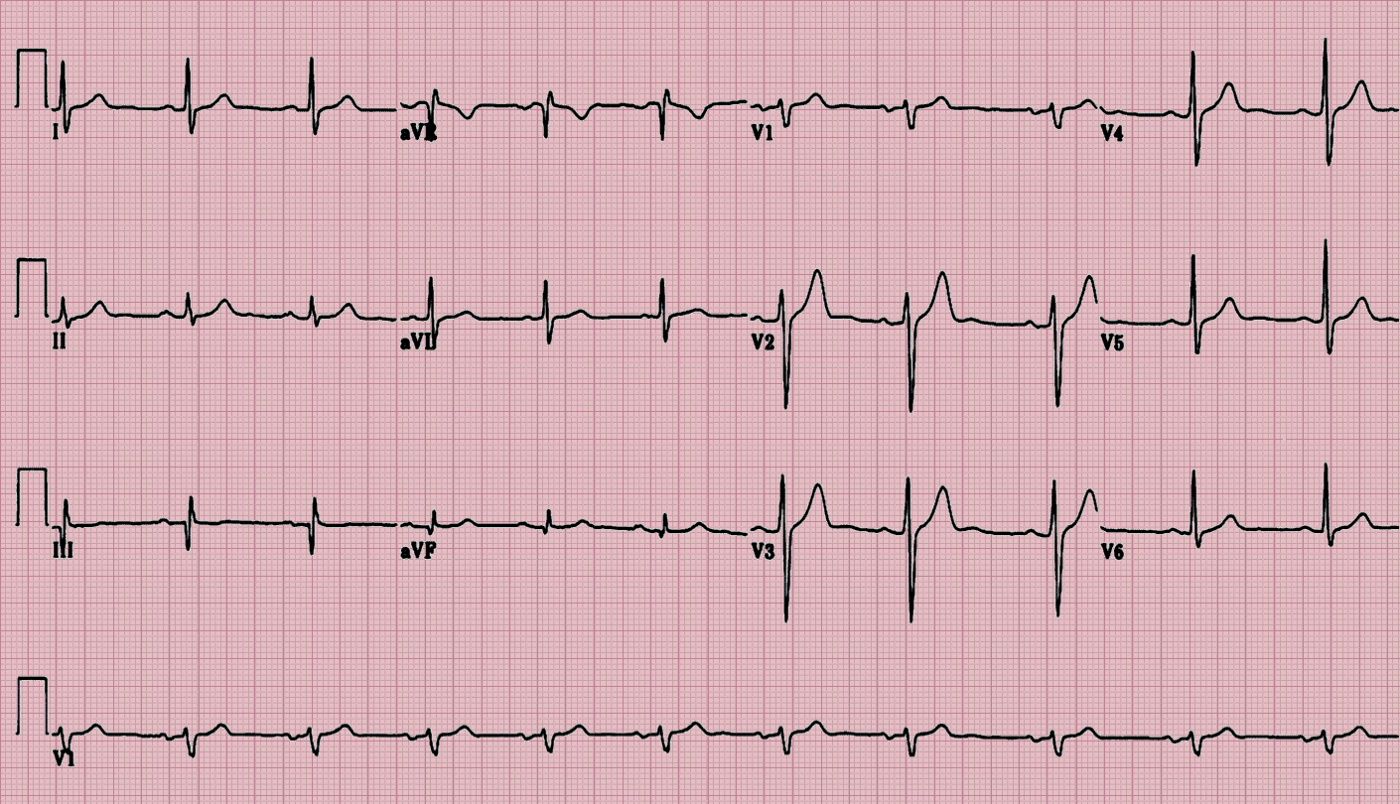 I aVR V1 V4
II aVL V2 V5
III aVF V3 V6
V1